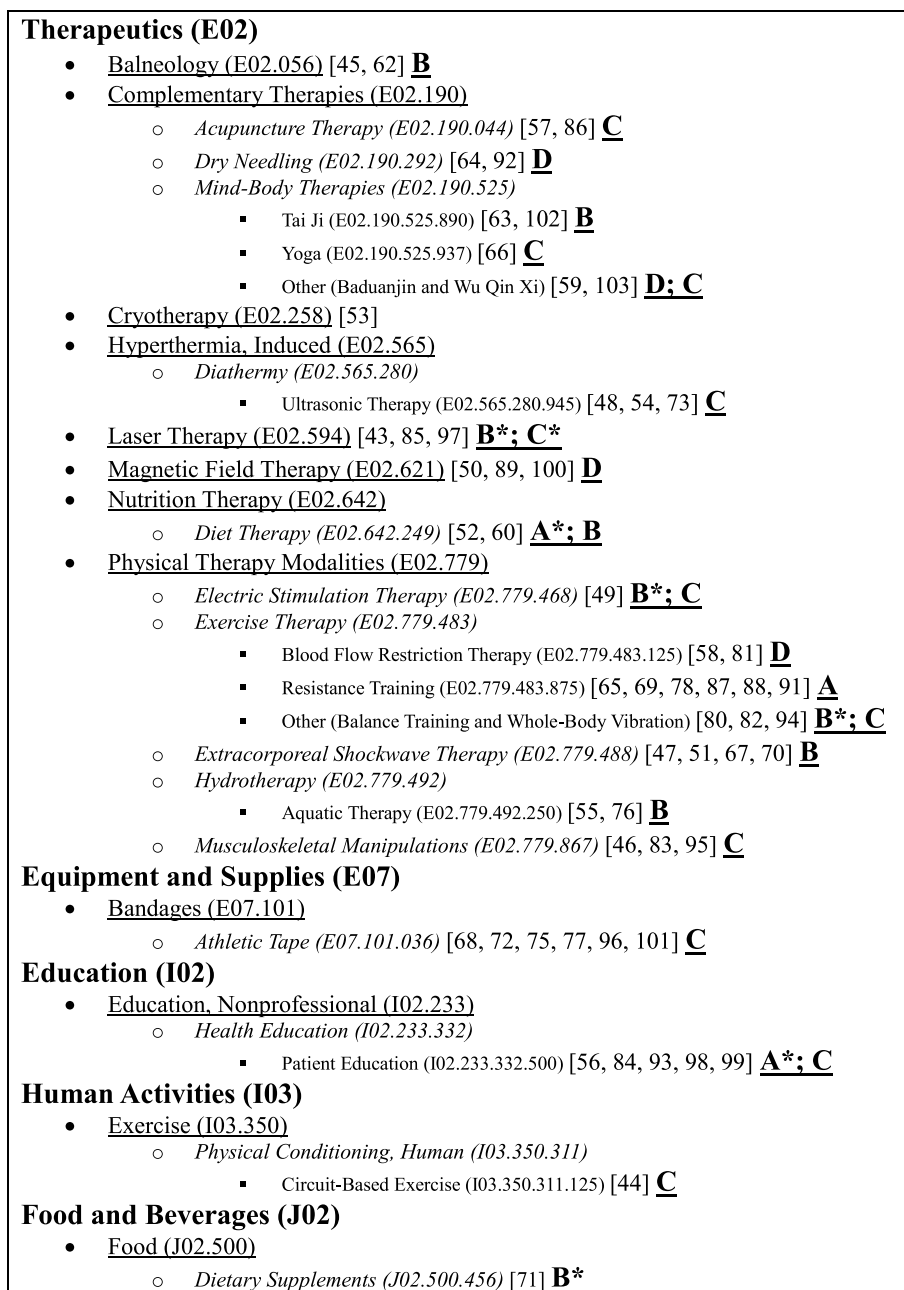 Therapeutics (E02)
• Balneology (E02.056) [45, 62] B
• Complementary Therapies (E02.190)
o Acupuncture Therapy (E02.190.044) [57, 86] C
o Dry Needling (E02.190.292) [64, 92] D
o Mind-Body Therapies (E02.190.525)
▪ Tai Ji (E02.190.525.890) [63, 102] B
▪ Yoga (E02.190.525.937) [66] C
▪ Other (Baduanjin and Wu Qin Xi) [59, 103] D; C
• Cryotherapy (E02.258) [53]
• Hyperthermia, Induced (E02.565)
o Diathermy (E02.565.280)
▪ Ultrasonic Therapy (E02.565.280.945) [48, 54, 73] C
• Laser Therapy (E02.594) [43, 85, 97] B*; C*
• Magnetic Field Therapy (E02.621) [50, 89, 100] D
• Nutrition Therapy (E02.642)
o Diet Therapy (E02.642.249) [52, 60] A*; B
• Physical Therapy Modalities (E02.779)
o Electric Stimulation Therapy (E02.779.468) [49] B*; C
o Exercise Therapy (E02.779.483)
▪ Blood Flow Restriction Therapy (E02.779.483.125) [58, 81] D
▪ Resistance Training (E02.779.483.875) [65, 69, 78, 87, 88, 91] A
▪ Other (Balance Training and Whole-Body Vibration) [80, 82, 94] B*; C
o Extracorporeal Shockwave Therapy (E02.779.488) [47, 51, 67, 70] B
o Hydrotherapy (E02.779.492)
▪ Aquatic Therapy (E02.779.492.250) [55, 76] B
o Musculoskeletal Manipulations (E02.779.867) [46, 83, 95] C
Equipment and Supplies (E07)
• Bandages (E07.101)
o Athletic Tape (E07.101.036) [68, 72, 75, 77, 96, 101] C
Education (I02)
• Education, Nonprofessional (I02.233)
o Health Education (I02.233.332)
▪ Patient Education (I02.233.332.500) [56, 84, 93, 98, 99] A*; C
Human Activities (I03)
• Exercise (I03.350)
o Physical Conditioning, Human (I03.350.311)
▪ Circuit-Based Exercise (I03.350.311.125) [44] C
Food and Beverages (J02)
• Food (J02.500)
o Dietary Supplements (J02.500.456) [71] B*